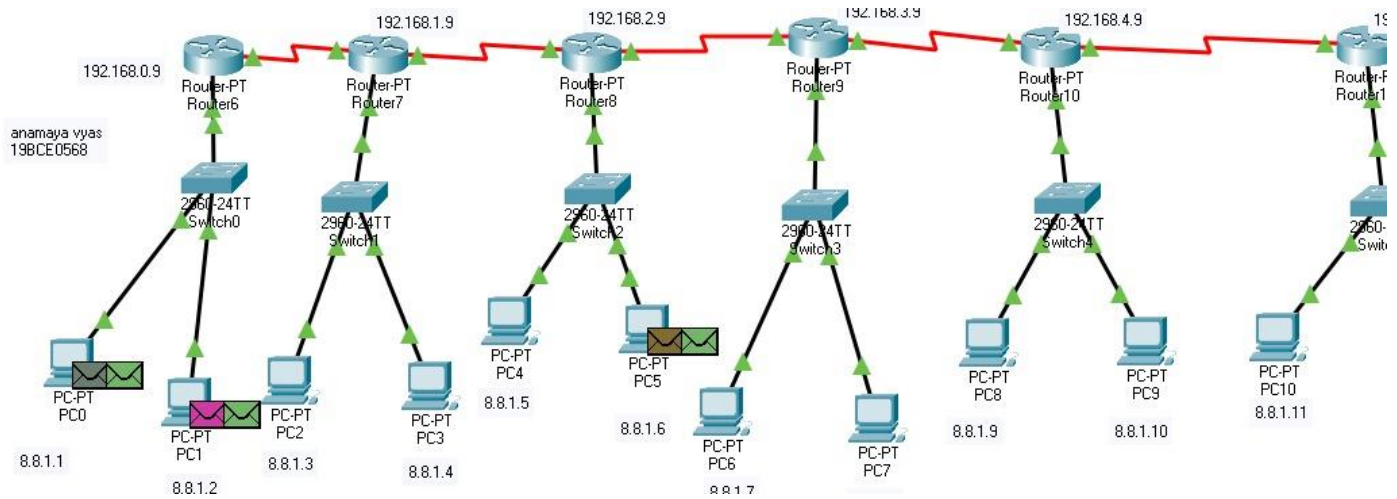 192.168.1.9
192.168.2.9
192.168.3.9
192.168.4.9
192.168.0.9
Router-PT
Router6
Router-PT
Router7
Router-PT
Router8
Router-PT
Router9
Router-PT
Router10
anamaya vyas
19BCE0568
2960-24TT
Switch0
2960-24TT
Switch1
2960-24TT
Switch2
2960-24TT
Switch3
2960-24TT
Switch4
PC-PT
PC0
PC-PT
PC1
PC-PT
PC2
PC-PT
PC3
PC-PT
PC4
PC-PT
PC5
PC-PT
PC6
PC-PT
PC7
PC-PT
PC8
PC-PT
PC9
PC-PT
PC10
8.8.1.1
8.8.1.2
8.8.1.3
8.8.1.4
8.8.1.5
8.8.1.6
8.8.1.7
8.8.1.9
8.8.1.10
8.8.1.11